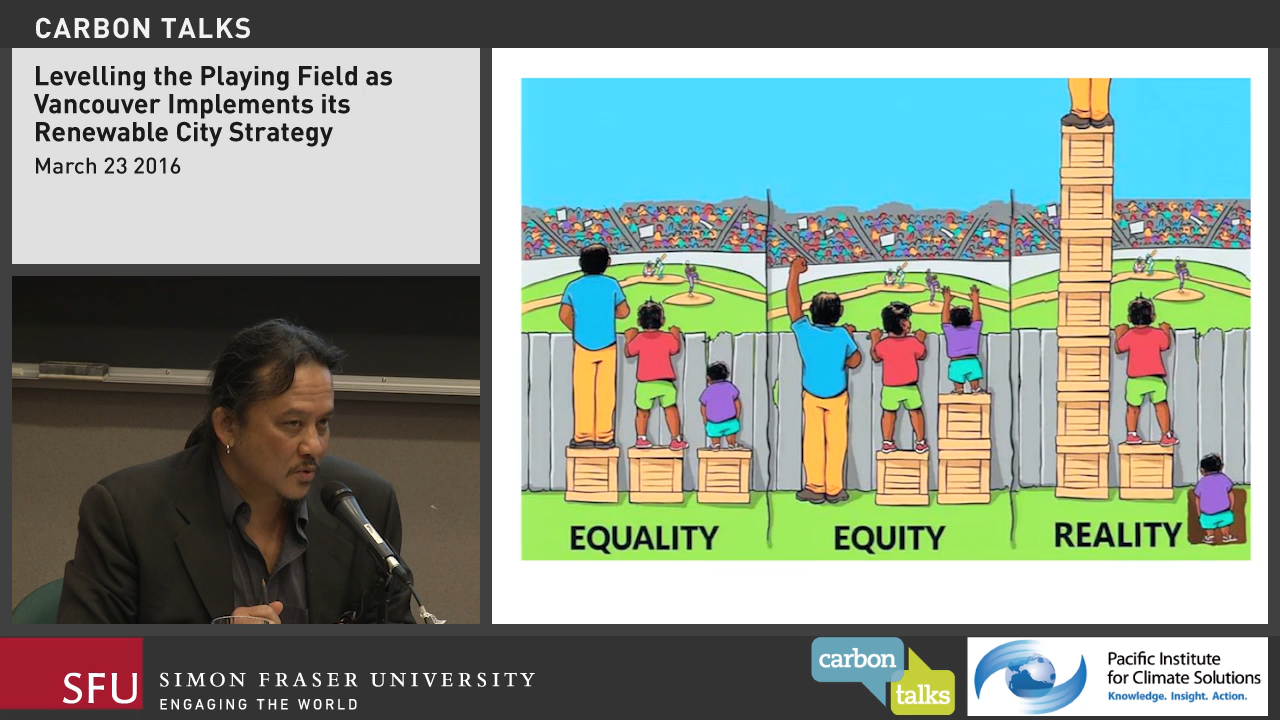 CARBON TALKS
Levelling the Playing Field as
Vancouver Implements its
Renewable City Strategy
March 23 2016
EQUALITY
EQUITY
REALITY
SFU
SIMON FRASER UNIVERSITY
ENGAGING THE WORLD
carbon
talks
Pacific Institute
for Climate Solutions
Knowledge. Insight. Action.